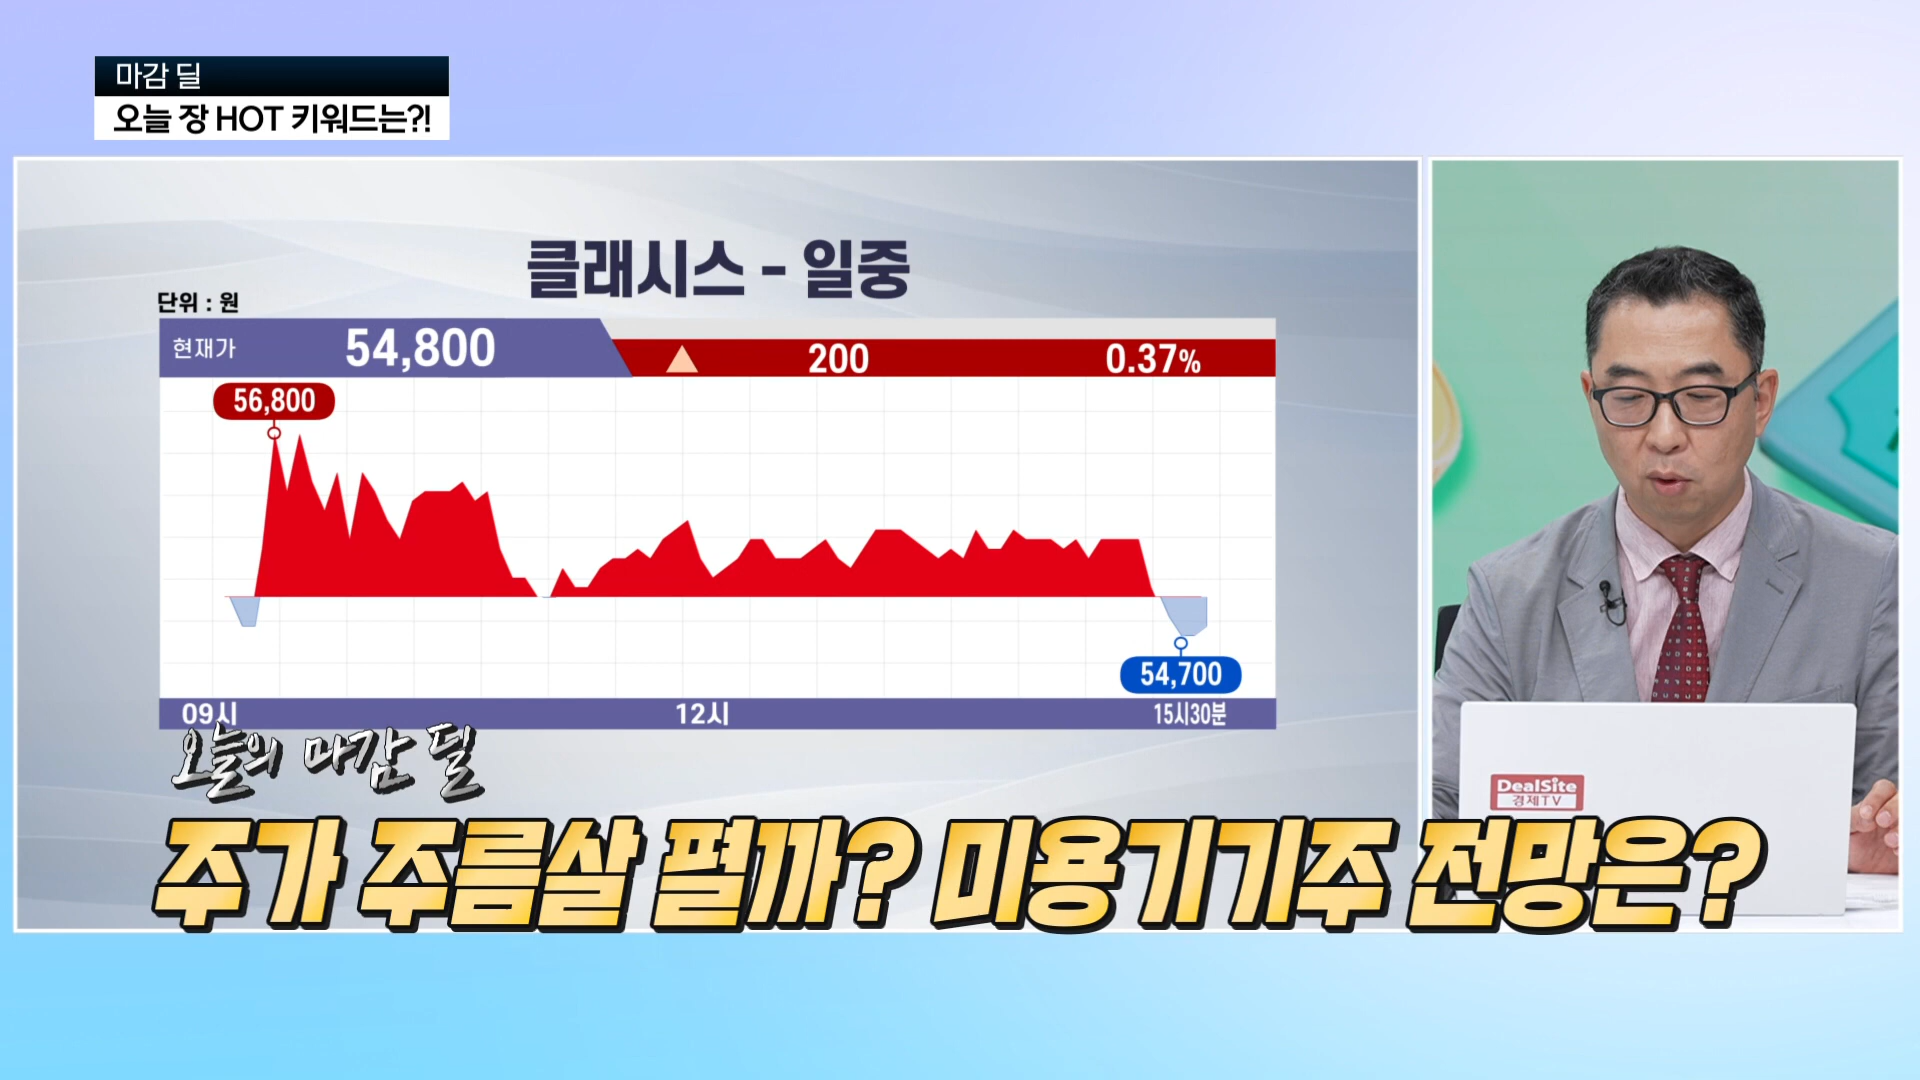 마감 딜
오늘 장 HOT 키워드는?!
클래시스 - 일중
단위 : 원
현재가 54,800 200 0.37%
56,800
54,700
09시 12시 15시30분
오늘의 마감 딜
DealSite
경제TV
주가 주름살 펼까? 미용기기주 전망은?